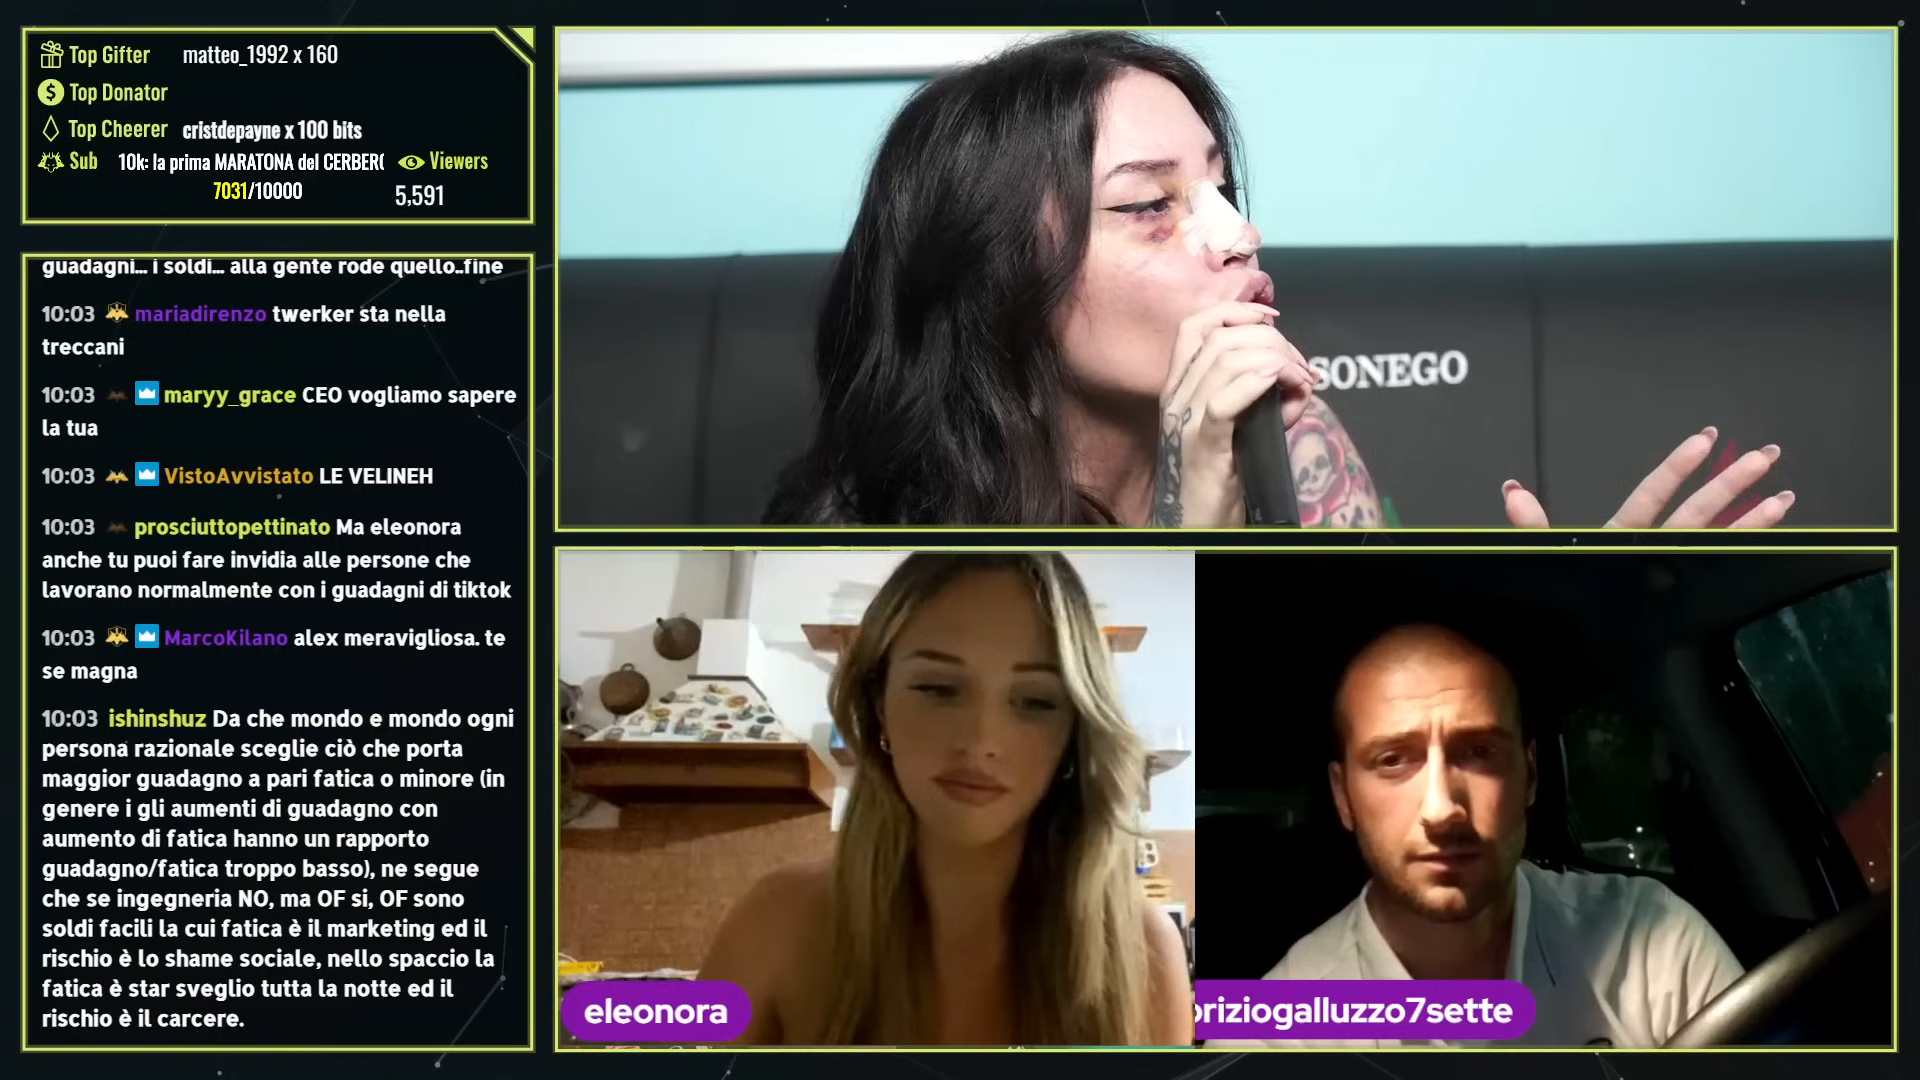 Top Gifter matteo_1992 x 160
Top Donator
Top Cheerer cristdepayne x 100 bits
Sub 10k: la prima MARATONA del CERBER
Viewers
7031/10000
5,591
guadagni... i soldi... alla gente rode quello..fine
10:03 mariadirenzo twerker sta nella
treccani
10:03 maryy_grace CEO vogliamo sapere
la tua
10:03 VistoAvvistato LE VELINEH
10:03 prosciuttopettinato Ma eleonora
anche tu puoi fare invidia alle persone che
lavorano normalmente con i guadagni di tiktok
10:03 MarcoKilano alex meravigliosa. te
se magna
10:03 ishinshuz Da che mondo e mondo ogni
persona razionale sceglie ciò che porta
maggior guadagno a pari fatica o minore (in
genere i gli aumenti di guadagno con
aumento di fatica hanno un rapporto
guadagno/fatica troppo basso), ne segue
che se ingegneria NO, ma OF si, OF sono
soldi facili la cui fatica è il marketing ed il
rischio è lo shame sociale, nello spaccio la
fatica è star sveglio tutta la notte ed il
rischio è il carcere.
SONEGO
eleonora
riziogalluzzo7sette